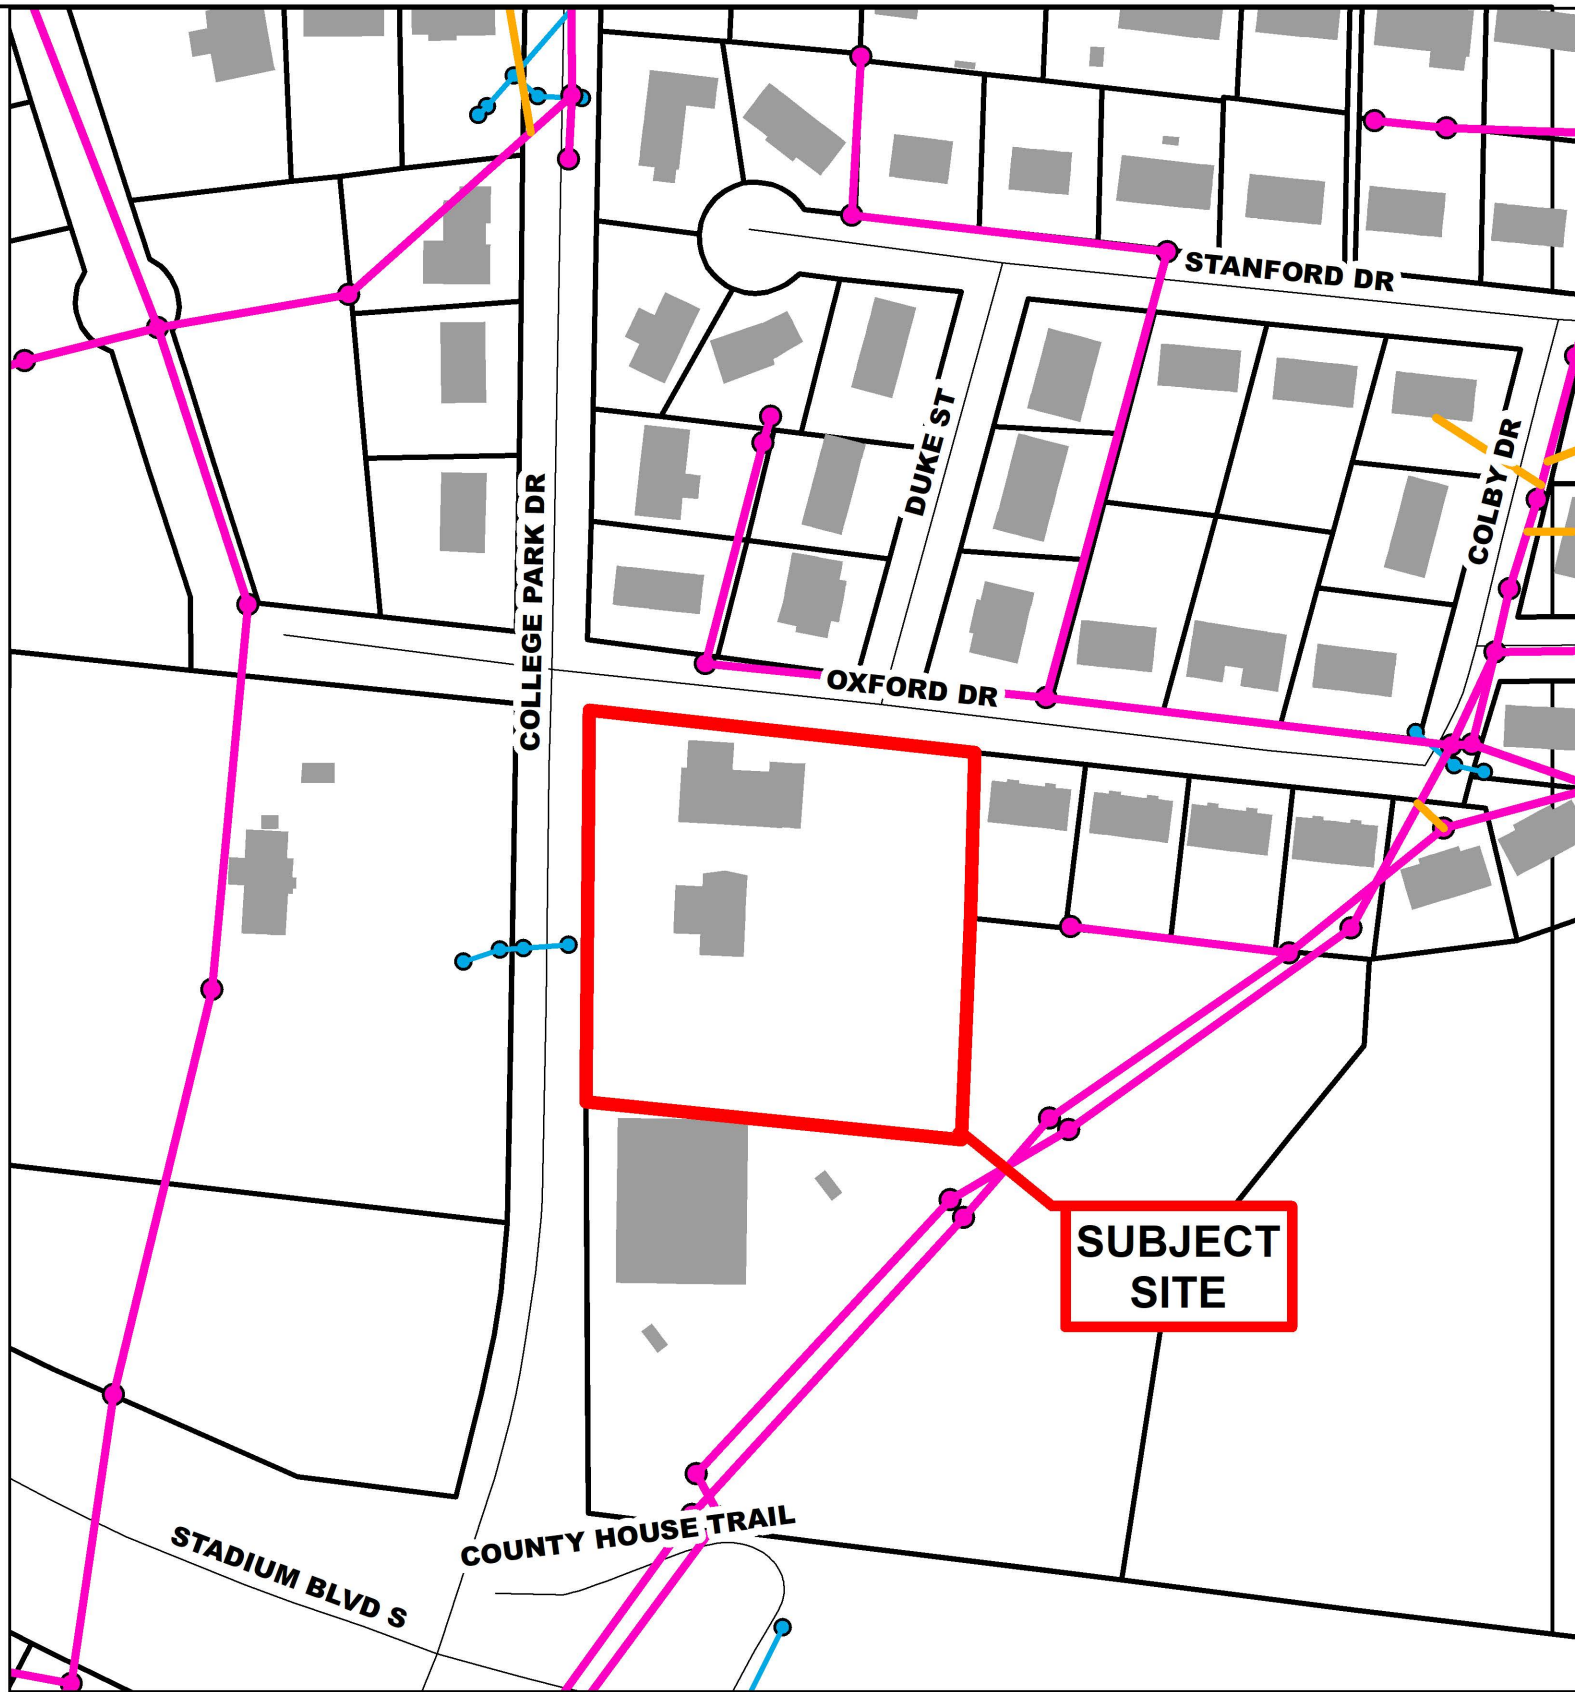 STANFORD DR
DUKE ST
COLBY DR
COLLEGE PARK DR
OXFORD DR
SUBJECT
SITE
COUNTY HOUSE TRAIL
STADIUM BLVD S